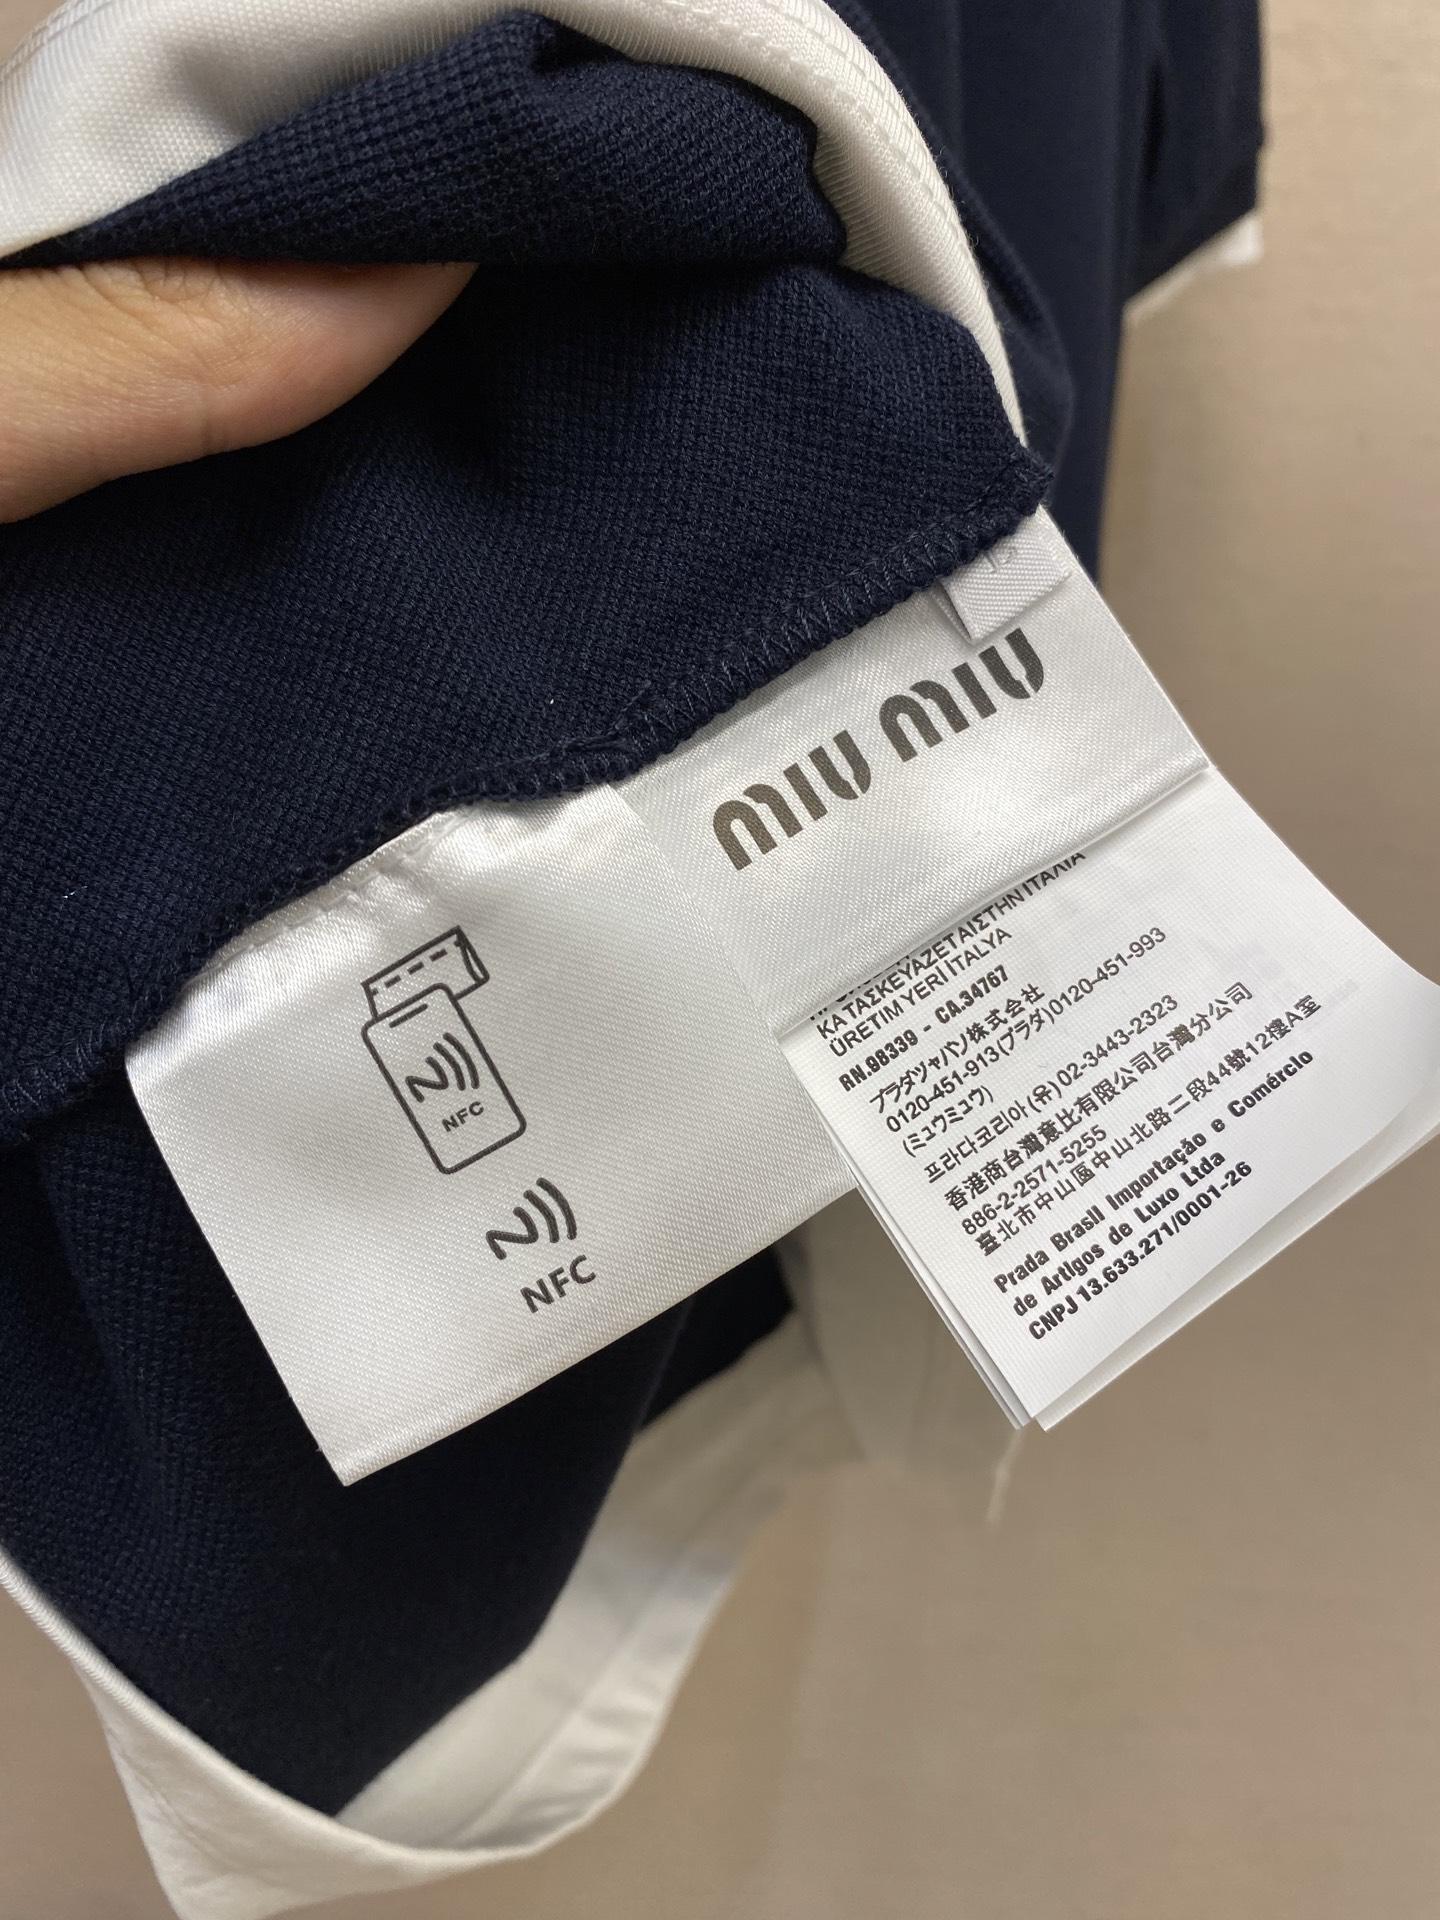 MIU MIU
NFC
NFC
ΚΑΤΑΣΚΕΥΑΖΕΤΑΙ ΣΤΗΝ ΙΤΑΛΙΑ
ÜRETIM YERİ İTALYA
RN.98339 - CA.34767
プラダジャパン株式会社
0120-451-913(プラダ)0120-451-993
(ミュウミュウ)
프라다코리아(유)02-3443-2323
香港商台灣意比有限公司台灣分公司
886-2-2571-5255
臺北市中山區中山北路二段44號12樓A室
Prada Brasil Importação e Comércio
de Artigos de Luxo Ltda
CNPJ 13.633.271/0001-26